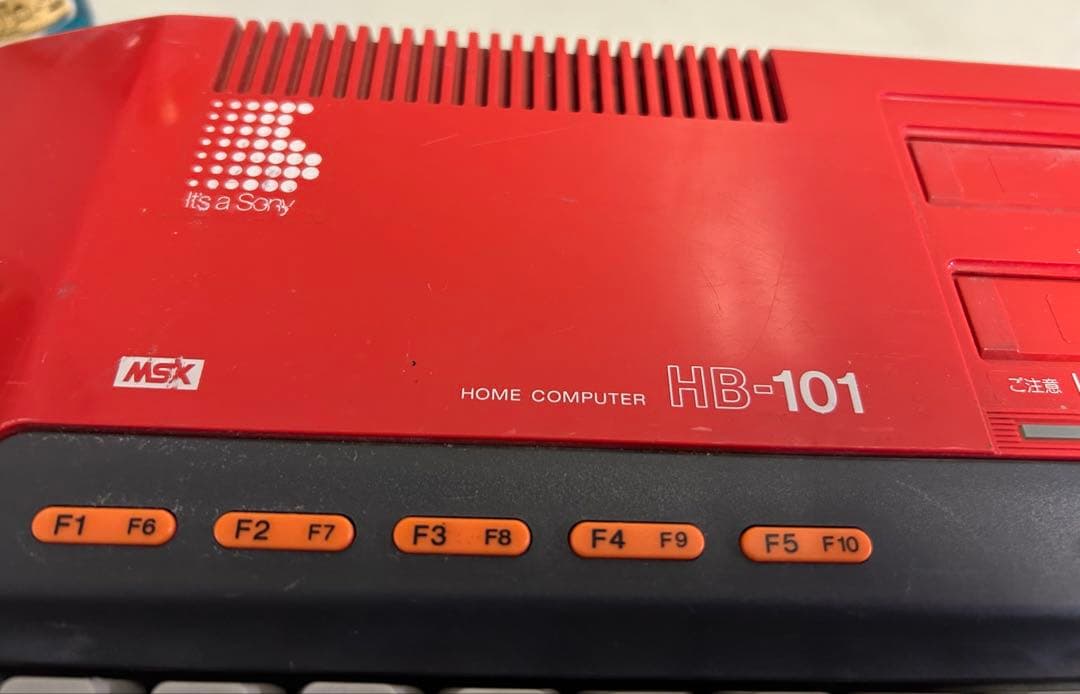 It's a Sony
MSX
HOME COMPUTER HB-101
ご注意
F1 F6 F2 F7 F3 F8 F4 F9 F5 F10